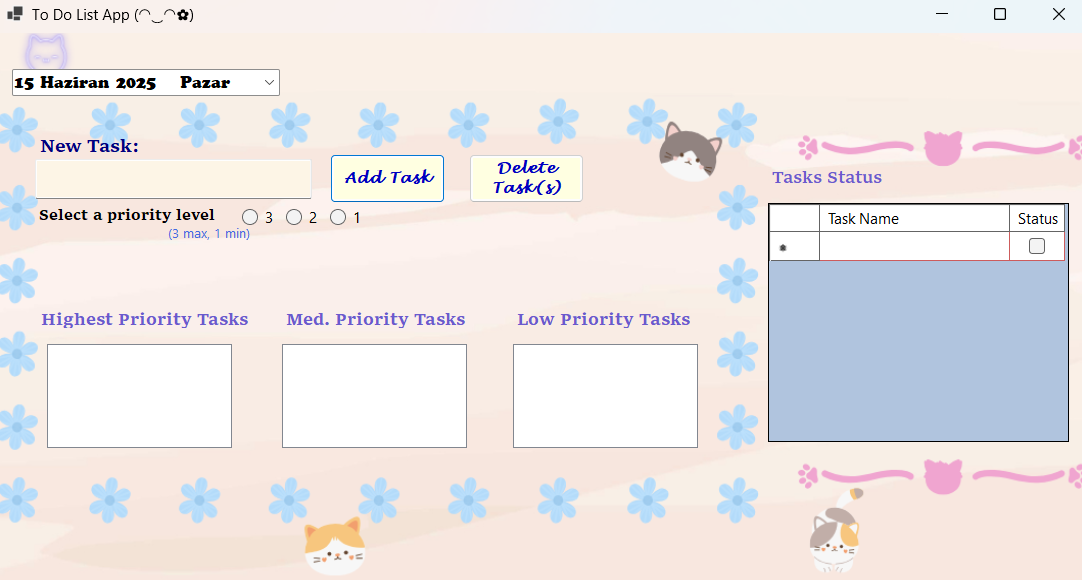 To Do List App (◠‿◠✿)
15 Haziran 2025 Pazar
New Task:
Add Task
Delete
Task(s)
Select a priority level 3 2 1
(3 max, 1 min)
Highest Priority Tasks
Med. Priority Tasks
Low Priority Tasks
Tasks Status
Task Name Status